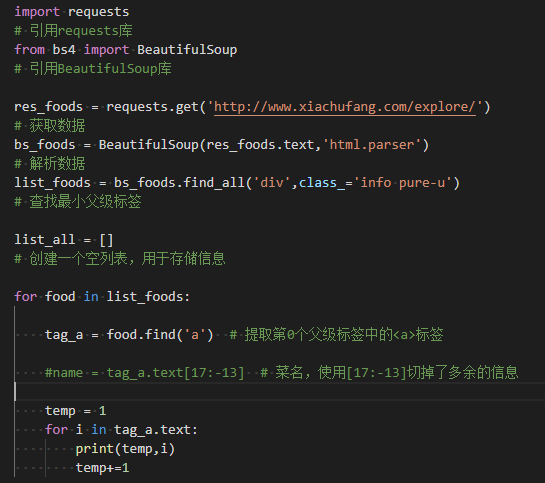 import requests
# 引用requests库
from bs4 import BeautifulSoup
# 引用BeautifulSoup库
res_foods = requests.get('http://www.xiachufang.com/explore/')
# 获取数据
bs_foods = BeautifulSoup(res_foods.text,'html.parser')
# 解析数据
list_foods = bs_foods.find_all('div',class_='info pure-u')
# 查找最小父级标签
list_all = []
# 创建一个空列表，用于存储信息
for food in list_foods:
    tag_a = food.find('a')  # 提取第0个父级标签中的<a>标签
    #name = tag_a.text[17:-13]  # 菜名，使用[17:-13]切掉了多余的信息
    temp = 1
    for i in tag_a.text:
        print(temp,i)
        temp+=1